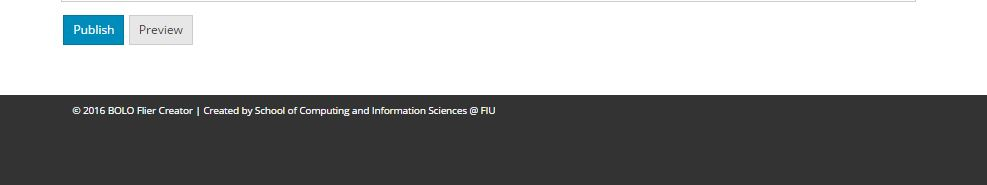 Publish Preview
© 2016 BOLO Flier Creator | Created by School of Computing and Information Sciences @ FIU